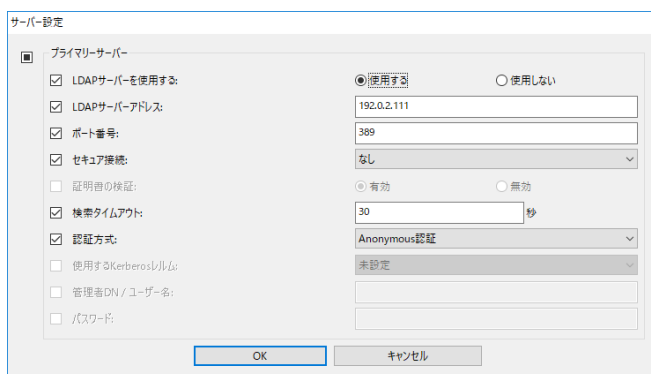 サーバー設定
プライマリーサーバー
LDAPサーバーを使用する: 使用する 使用しない
LDAPサーバーアドレス: 192.0.2.111
ポート番号: 389
セキュア接続: なし
証明書の検証: 有効 無効
検索タイムアウト: 30 秒
認証方式: Anonymous認証
使用するKerberosレルム: 未設定
管理者DN / ユーザー名:
パスワード:
OK キャンセル